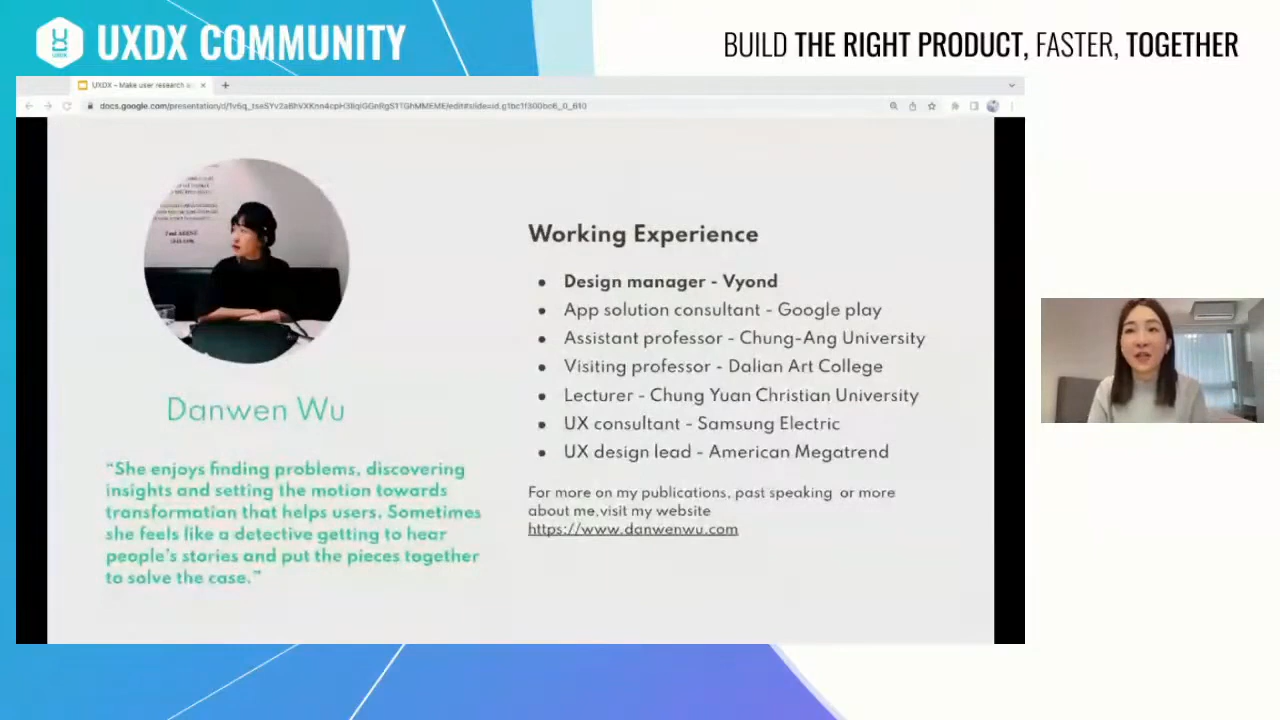 UXDX COMMUNITY
BUILD THE RIGHT PRODUCT, FASTER, TOGETHER
UXDX - Make user research a
Working Experience
Design manager - Vyond
App solution consultant - Google play
Assistant professor - Chung-Ang University
Visiting professor - Dalian Art College
Lecturer - Chung Yuan Christian University
UX consultant - Samsung Electric
UX design lead - American Megatrend
For more on my publications, past speaking or more
about me,visit my website
https://www.danwenwu.com
Danwen Wu
“She enjoys finding problems, discovering
insights and setting the motion towards
transformation that helps users. Sometimes
she feels like a detective getting to hear
people's stories and put the pieces together
to solve the case.”